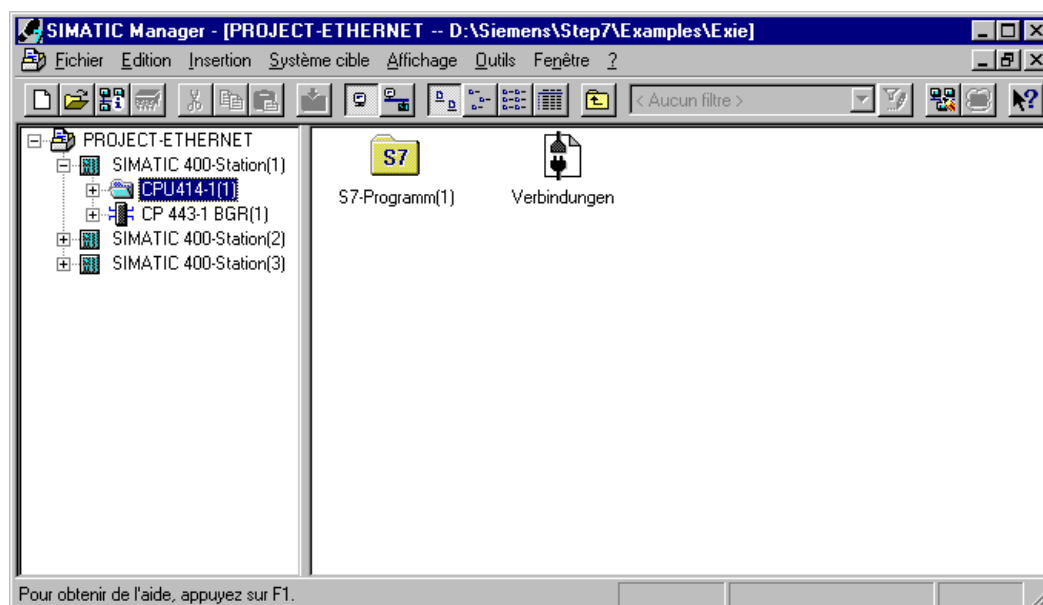 SIMATIC Manager - [PROJECT-ETHERNET -- D:\Siemens\Step7\Examples\Exie]
Fichier Edition Insertion Système cible Affichage Outils Fenêtre ?
< Aucun filtre >
PROJECT-ETHERNET
SIMATIC 400-Station(1)
CPU414-1(1)
CP 443-1 BGR(1)
SIMATIC 400-Station(2)
SIMATIC 400-Station(3)
S7
S7-Programm(1)
Verbindungen
Pour obtenir de l'aide, appuyez sur F1.